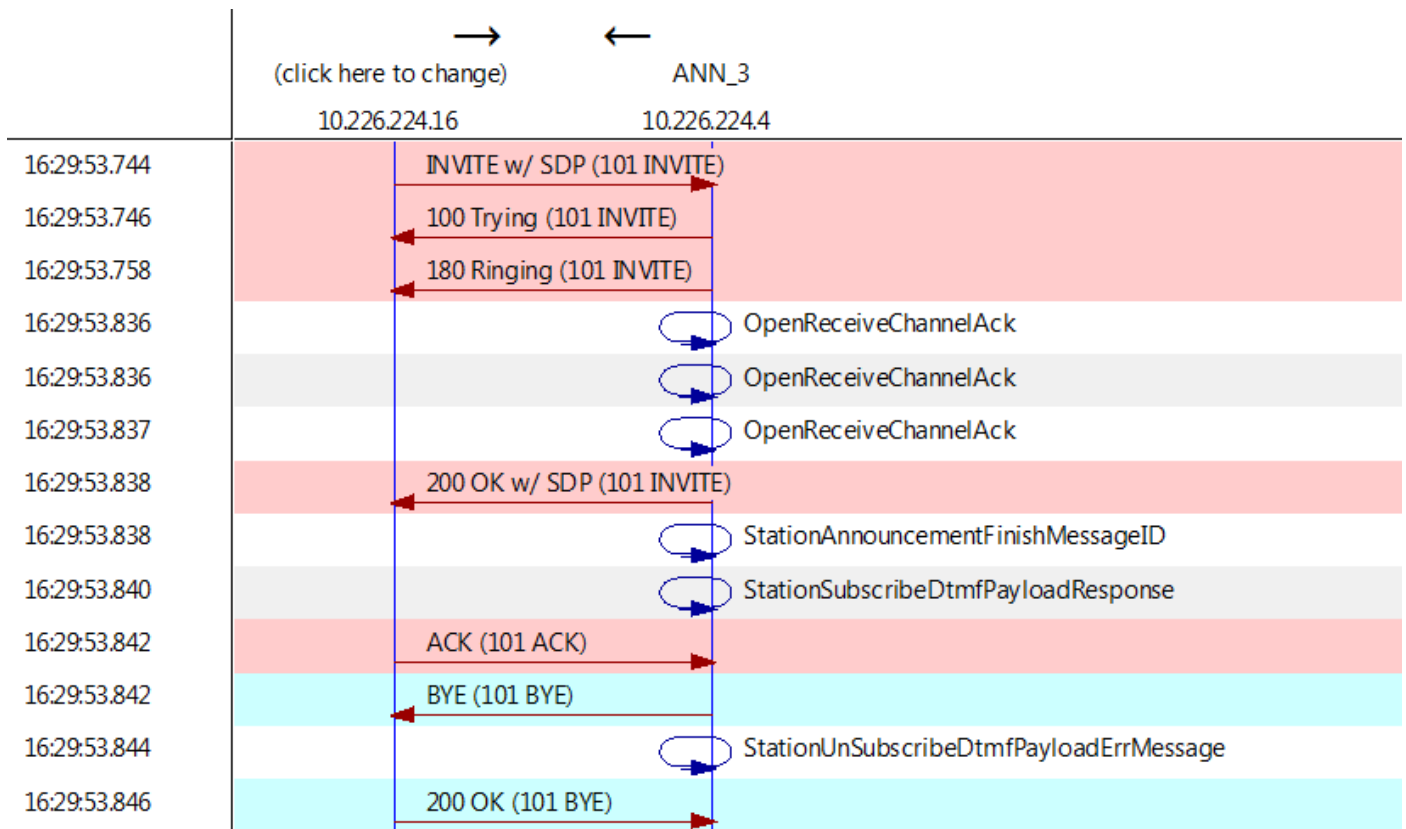 → ←
(click here to change) ANN_3
10.226.224.16 10.226.224.4
16:29:53.744 INVITE w/ SDP (101 INVITE)
16:29:53.746 100 Trying (101 INVITE)
16:29:53.758 180 Ringing (101 INVITE)
16:29:53.836 OpenReceiveChannelAck
16:29:53.836 OpenReceiveChannelAck
16:29:53.837 OpenReceiveChannelAck
16:29:53.838 200 OK w/ SDP (101 INVITE)
16:29:53.838 StationAnnouncementFinishMessageID
16:29:53.840 StationSubscribeDtmfPayloadResponse
16:29:53.842 ACK (101 ACK)
16:29:53.842 BYE (101 BYE)
16:29:53.844 StationUnSubscribeDtmfPayloadErrMessage
16:29:53.846 200 OK (101 BYE)